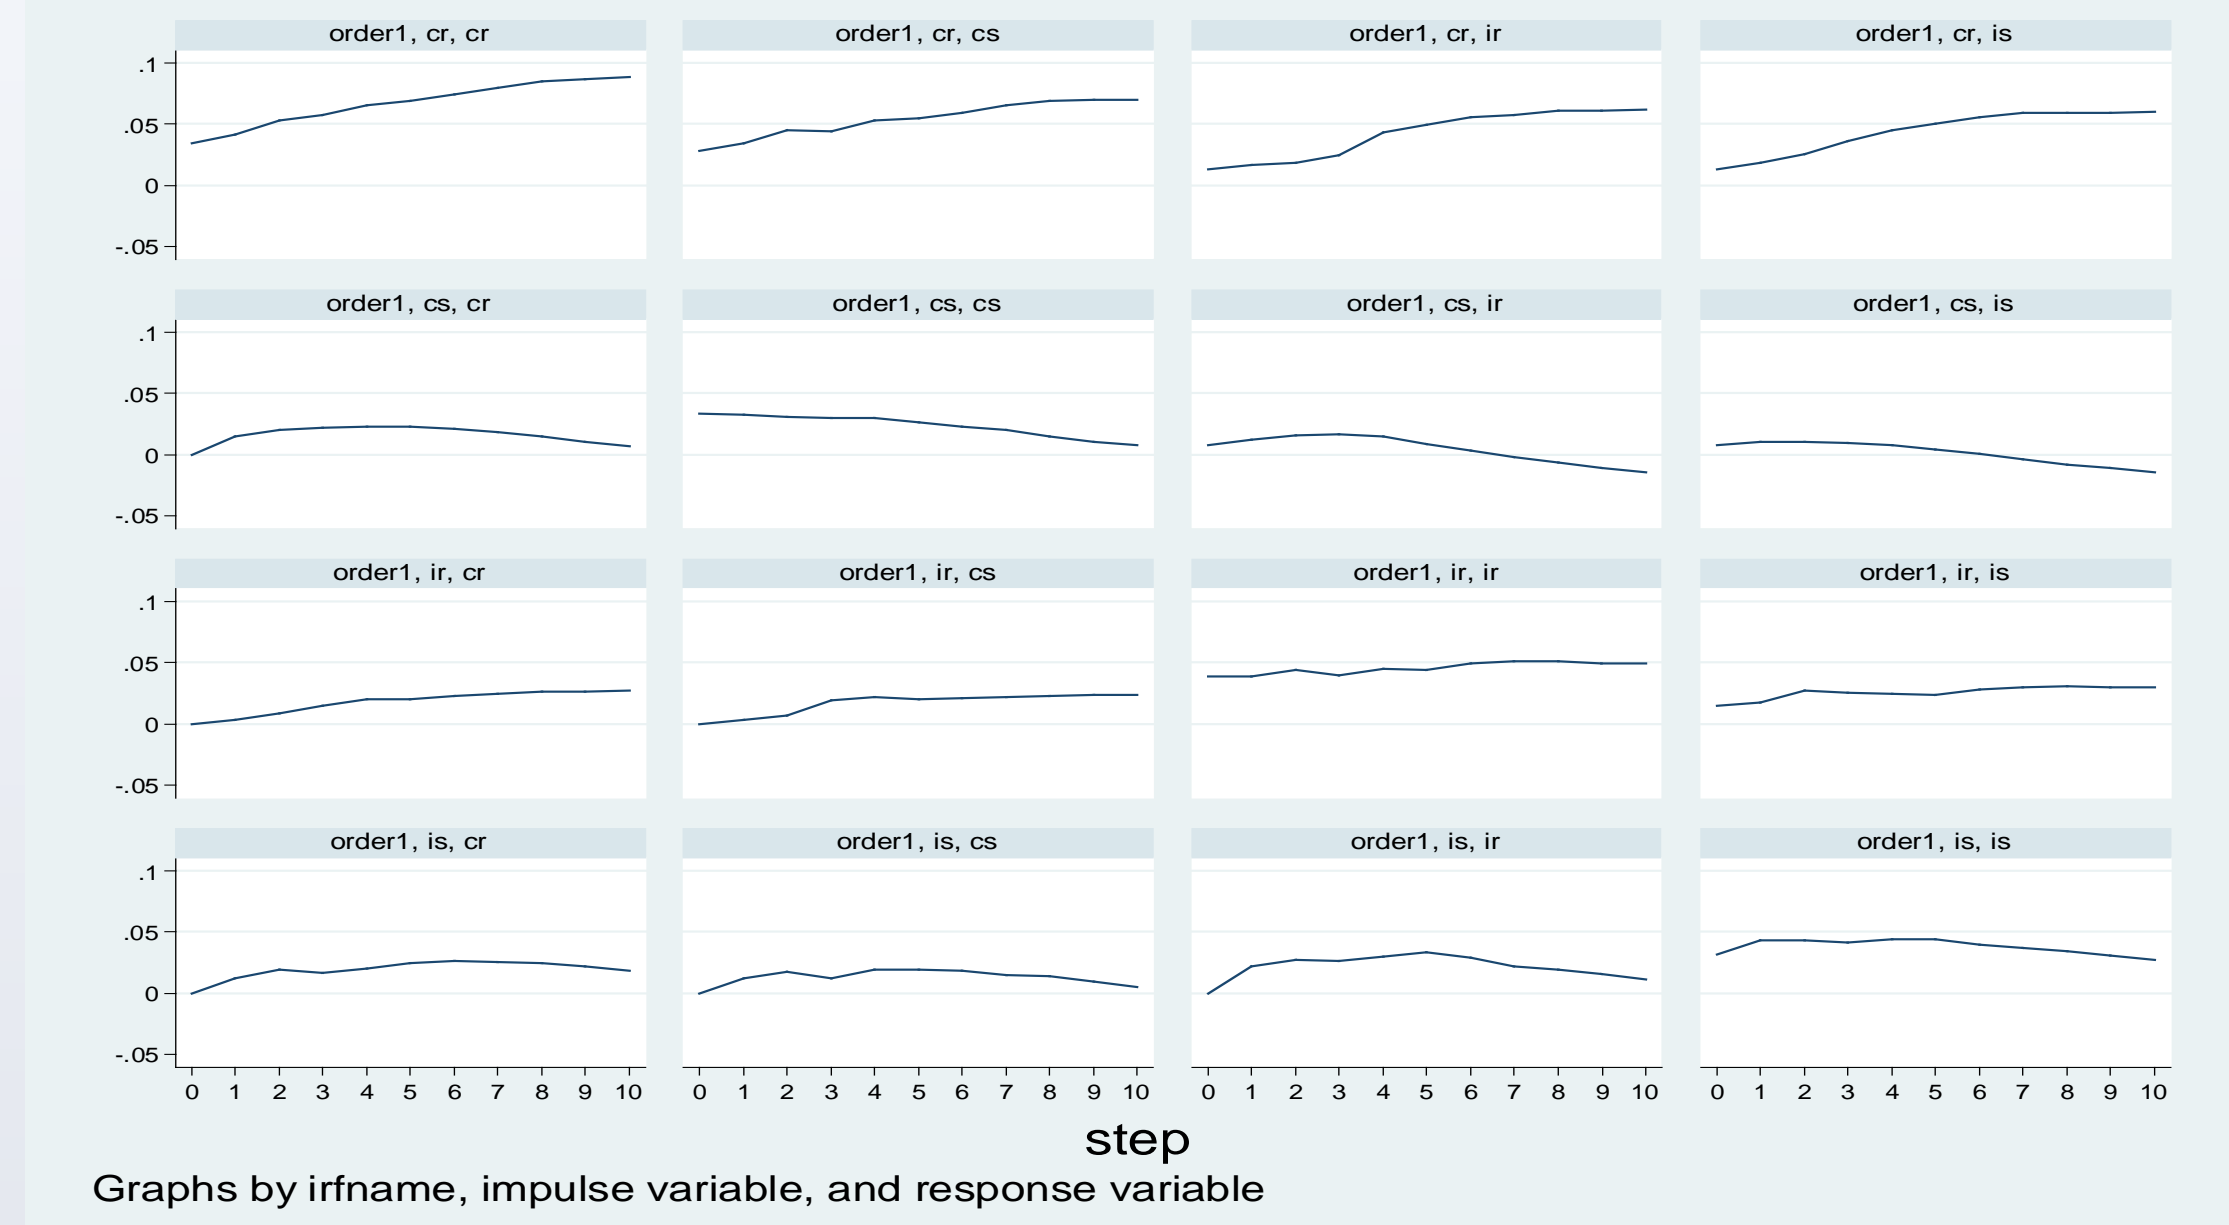 order1, cr, cr
order1, cr, cs
order1, cr, ir
order1, cr, is
.1
.05
0
-.05
order1, cs, cr
order1, cs, cs
order1, cs, ir
order1, cs, is
.1
.05
0
-.05
order1, ir, cr
order1, ir, cs
order1, ir, ir
order1, ir, is
.1
.05
0
-.05
order1, is, cr
order1, is, cs
order1, is, ir
order1, is, is
.1
.05
0
-.05
0 1 2 3 4 5 6 7 8 9 10
0 1 2 3 4 5 6 7 8 9 10
0 1 2 3 4 5 6 7 8 9 10
0 1 2 3 4 5 6 7 8 9 10
step
Graphs by irfname, impulse variable, and response variable